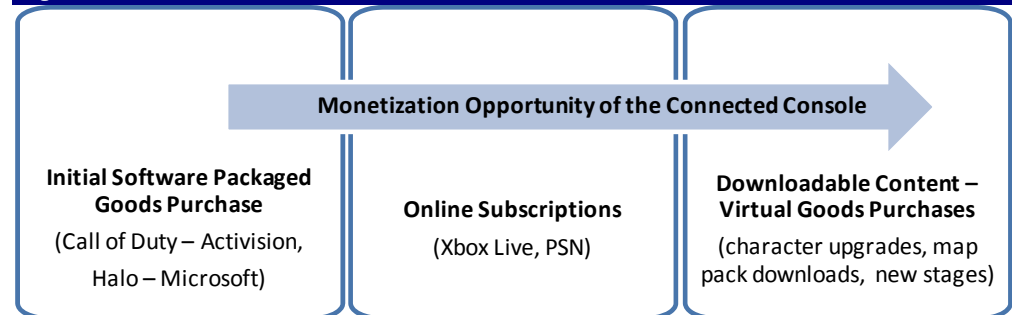 Monetization Opportunity of the Connected Console
Initial Software Packaged
Goods Purchase
(Call of Duty – Activision,
Halo – Microsoft)
Online Subscriptions
(Xbox Live, PSN)
Downloadable Content –
Virtual Goods Purchases
(character upgrades, map
pack downloads, new stages)